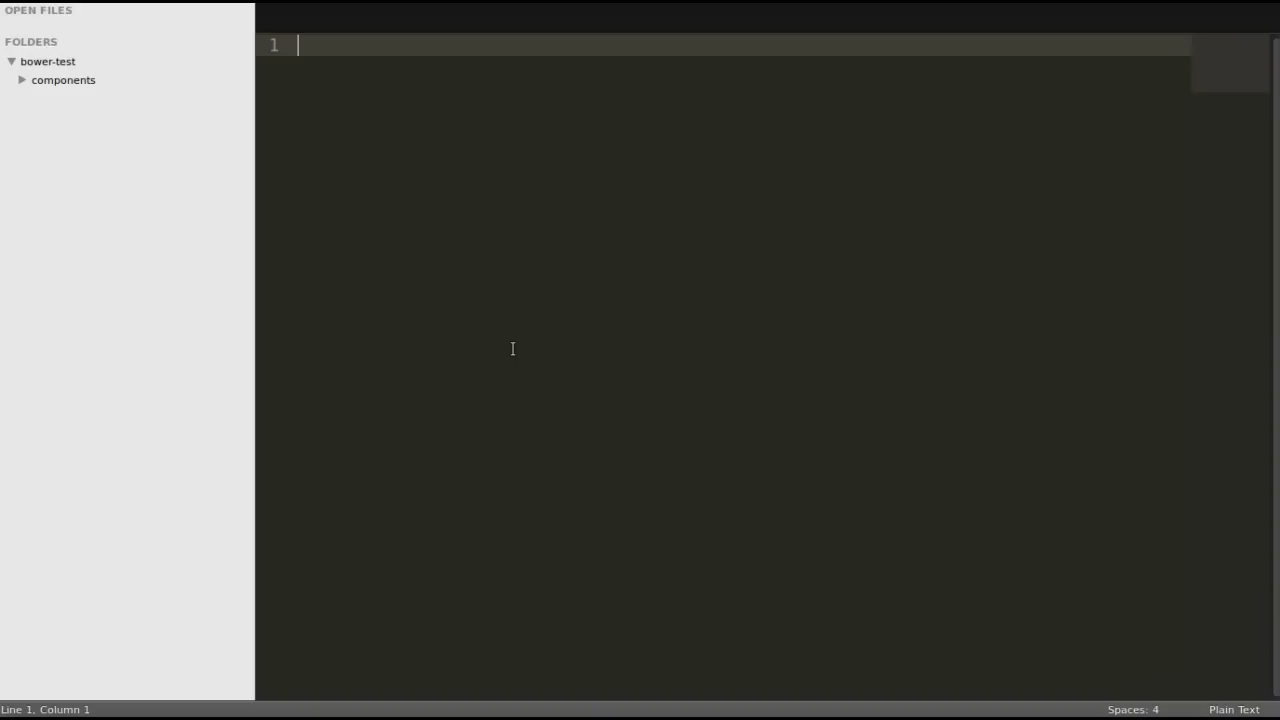 OPEN FILES
FOLDERS
bower-test
components
1
Line 1, Column 1
Spaces: 4
Plain Text